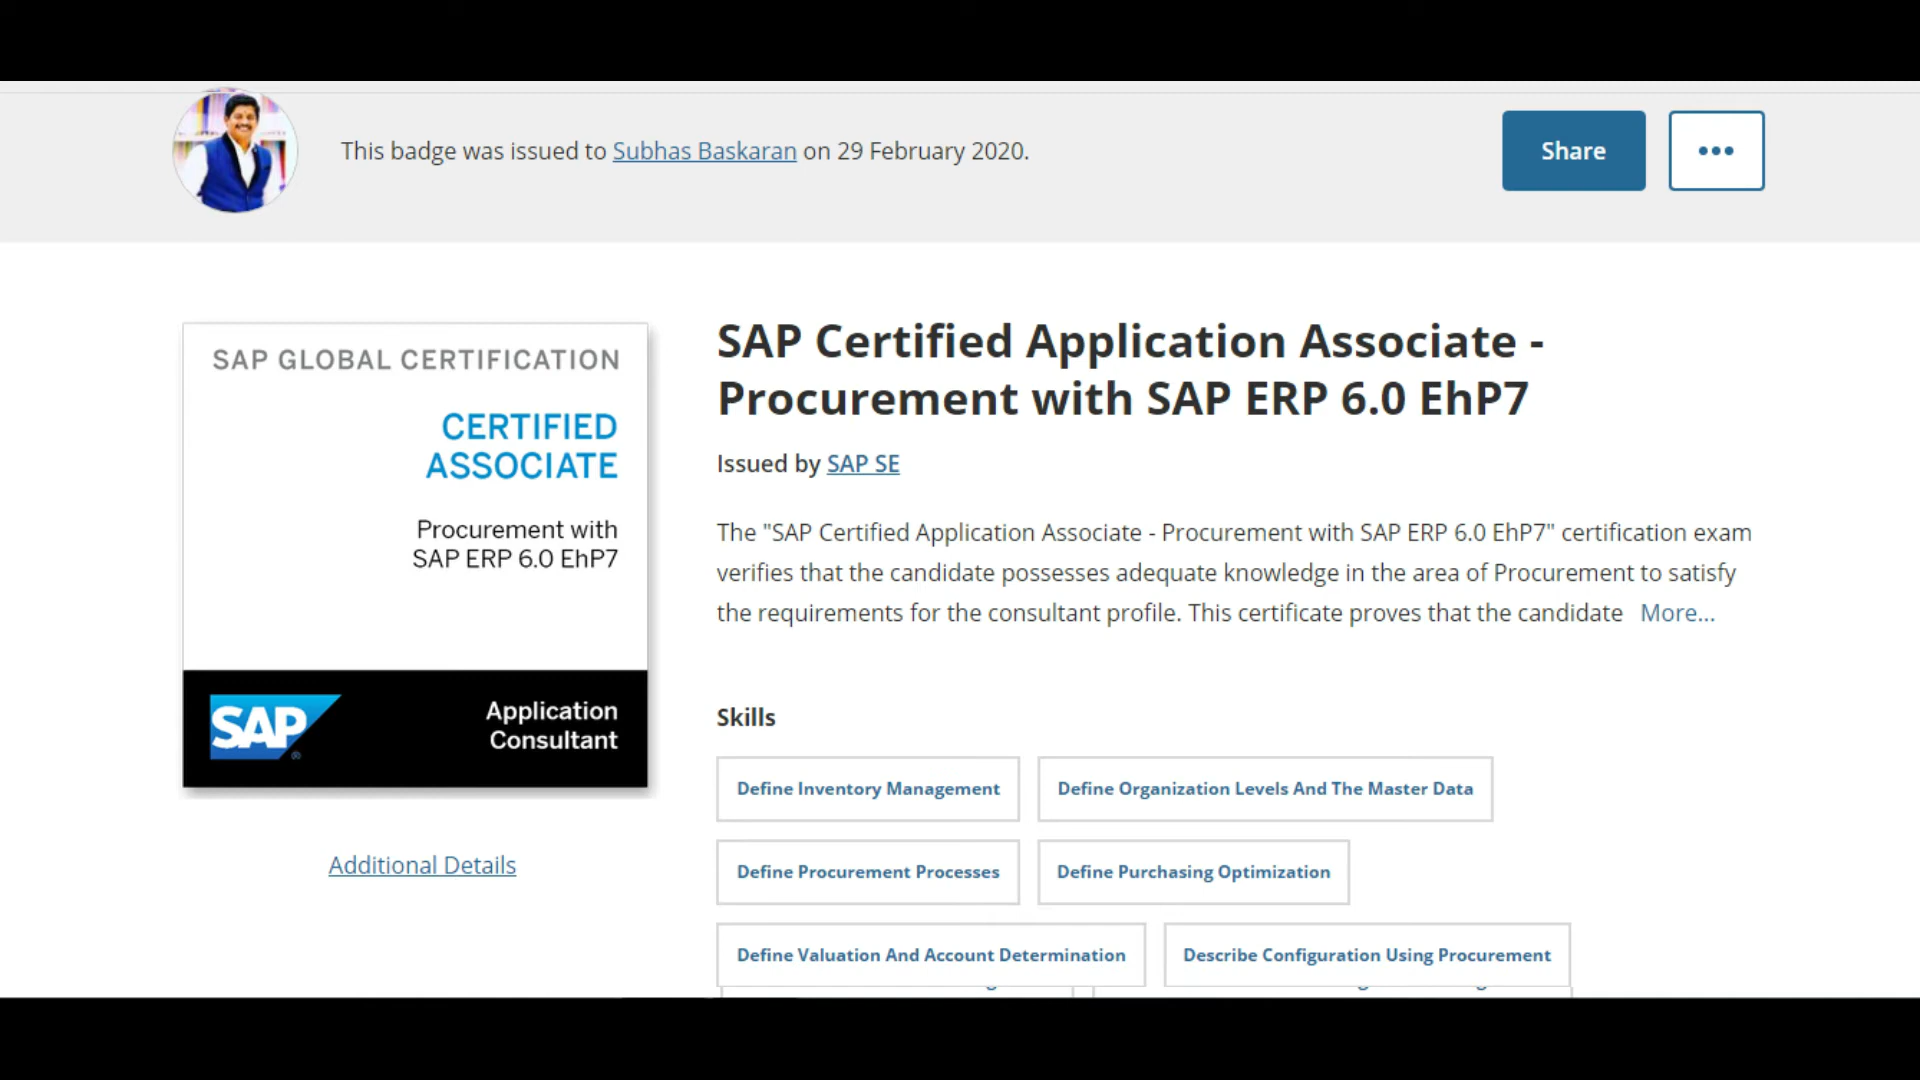 This badge was issued to Subhas Baskaran on 29 February 2020.
Share
SAP GLOBAL CERTIFICATION
CERTIFIED
ASSOCIATE
Procurement with
SAP ERP 6.0 EhP7
SAP
Application
Consultant
Additional Details
SAP Certified Application Associate -
Procurement with SAP ERP 6.0 EhP7
Issued by SAP SE
The "SAP Certified Application Associate - Procurement with SAP ERP 6.0 EhP7" certification exam
verifies that the candidate possesses adequate knowledge in the area of Procurement to satisfy
the requirements for the consultant profile. This certificate proves that the candidate More...
Skills
Define Inventory Management
Define Organization Levels And The Master Data
Define Procurement Processes
Define Purchasing Optimization
Define Valuation And Account Determination
Describe Configuration Using Procurement